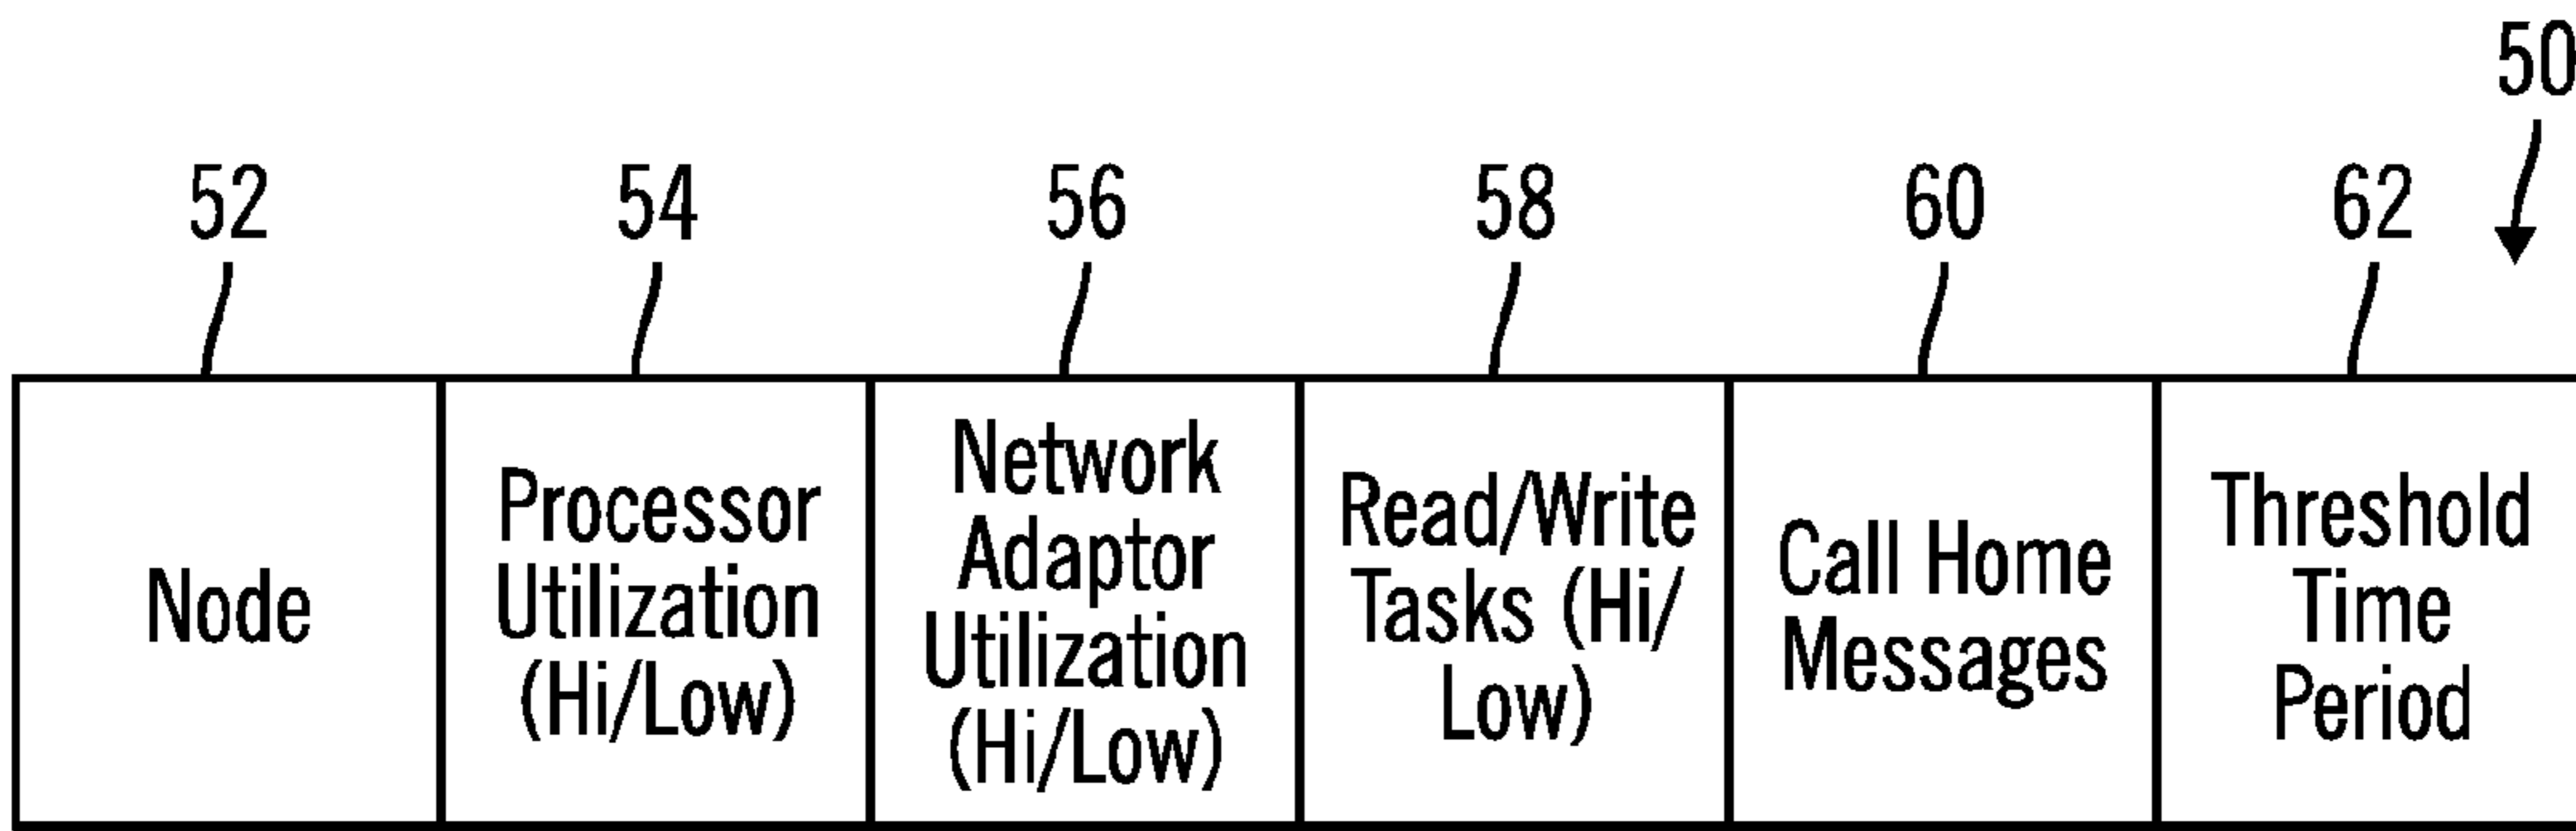 50
52 54 56 58 60 62
Node
Processor
Utilization
(Hi/Low)
Network
Adaptor
Utilization
(Hi/Low)
Read/Write
Tasks (Hi/
Low)
Call Home
Messages
Threshold
Time
Period